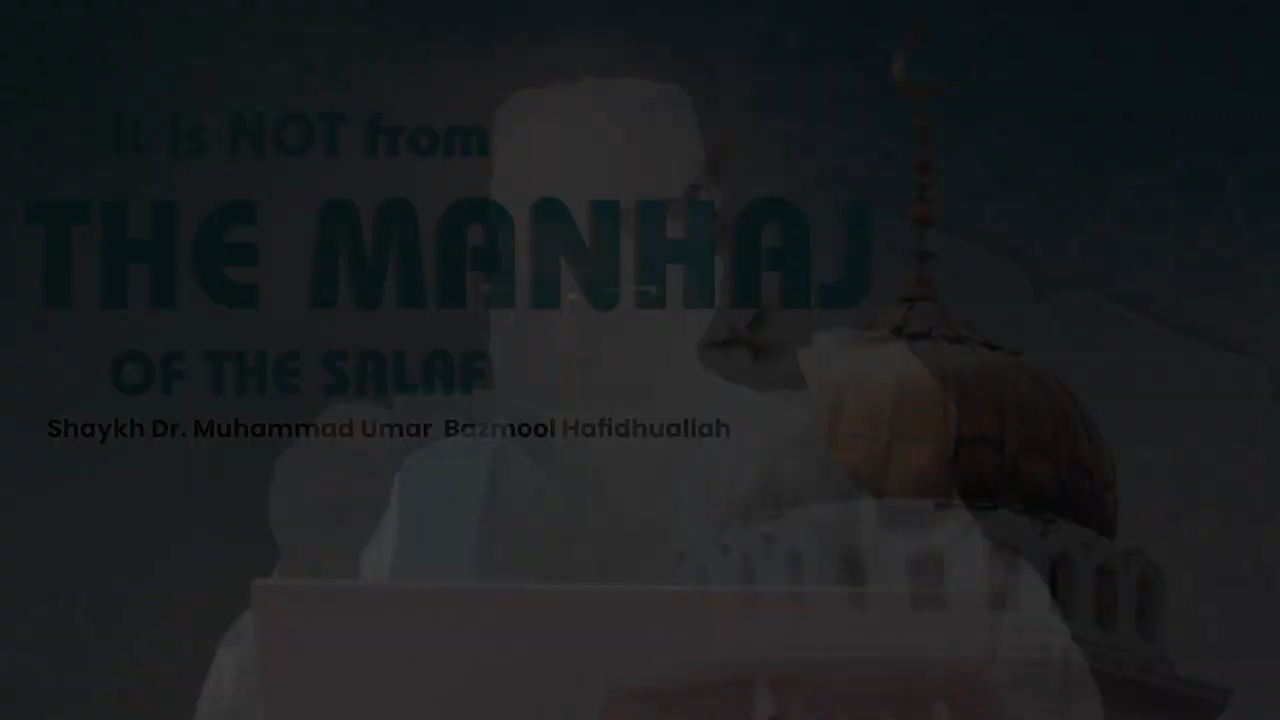 It is NOT from
THE MANHAJ
OF THE SALAF
Shaykh Dr. Muhammad Umar Bazmool Hafidhuallah